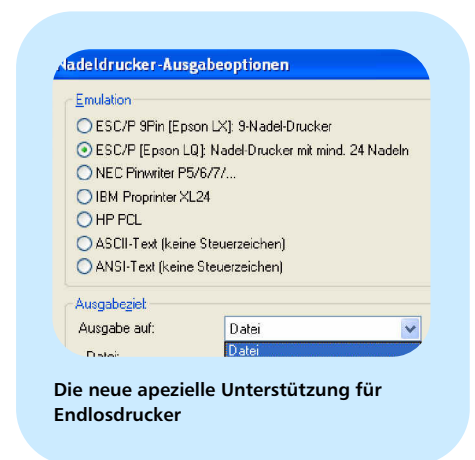 Nadeldrucker-Ausgabeoptionen
Emulation
ESC/P 9Pin [Epson LX]: 9-Nadel-Drucker
ESC/P [Epson LQ]: Nadel-Drucker mit mind. 24 Nadeln
NEC Pinwriter P5/6/7/...
IBM Proprinter XL24
HP PCL
ASCII-Text (keine Steuerzeichen)
ANSI-Text (keine Steuerzeichen)
Ausgabeziel
Ausgabe auf: Datei
Datei: Datei
Die neue apezielle Unterstützung für
Endlosdrucker